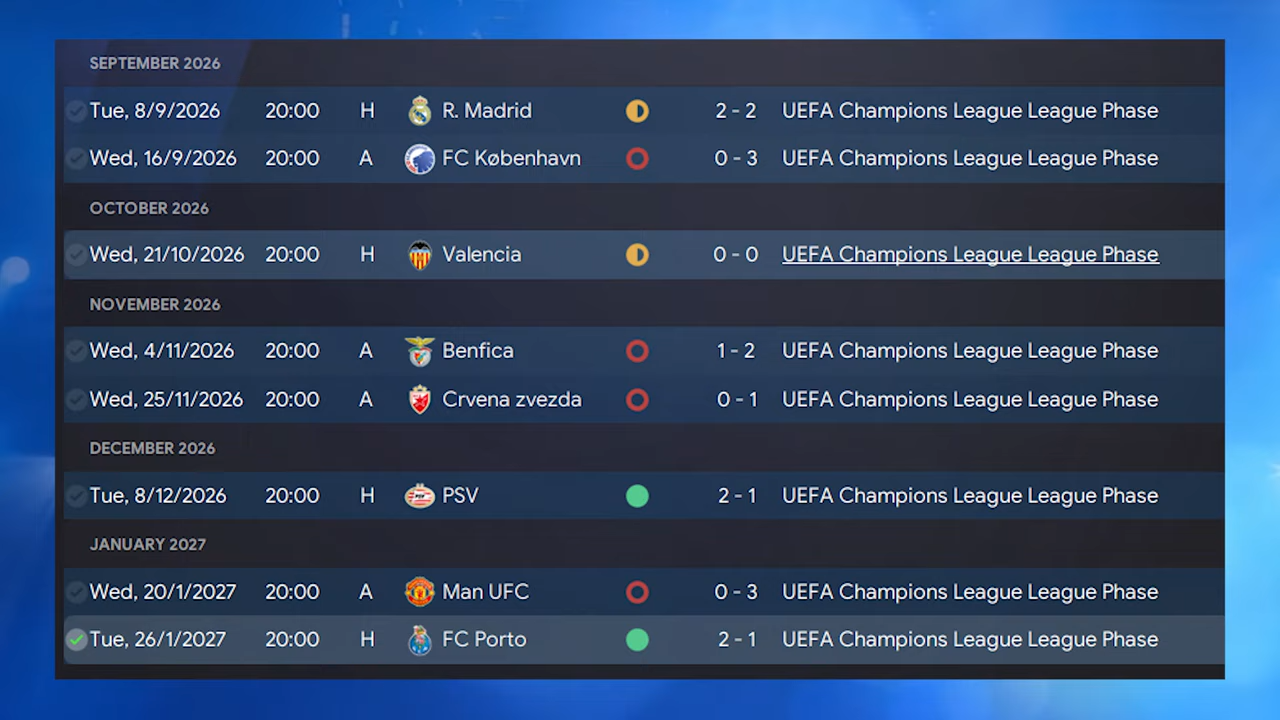 SEPTEMBER 2026
Tue, 8/9/2026 20:00 H R. Madrid 2 - 2 UEFA Champions League League Phase
Wed, 16/9/2026 20:00 A FC København 0 - 3 UEFA Champions League League Phase
OCTOBER 2026
Wed, 21/10/2026 20:00 H Valencia 0 - 0 UEFA Champions League League Phase
NOVEMBER 2026
Wed, 4/11/2026 20:00 A Benfica 1 - 2 UEFA Champions League League Phase
Wed, 25/11/2026 20:00 A Crvena zvezda 0 - 1 UEFA Champions League League Phase
DECEMBER 2026
Tue, 8/12/2026 20:00 H PSV 2 - 1 UEFA Champions League League Phase
JANUARY 2027
Wed, 20/1/2027 20:00 A Man UFC 0 - 3 UEFA Champions League League Phase
Tue, 26/1/2027 20:00 H FC Porto 2 - 1 UEFA Champions League League Phase